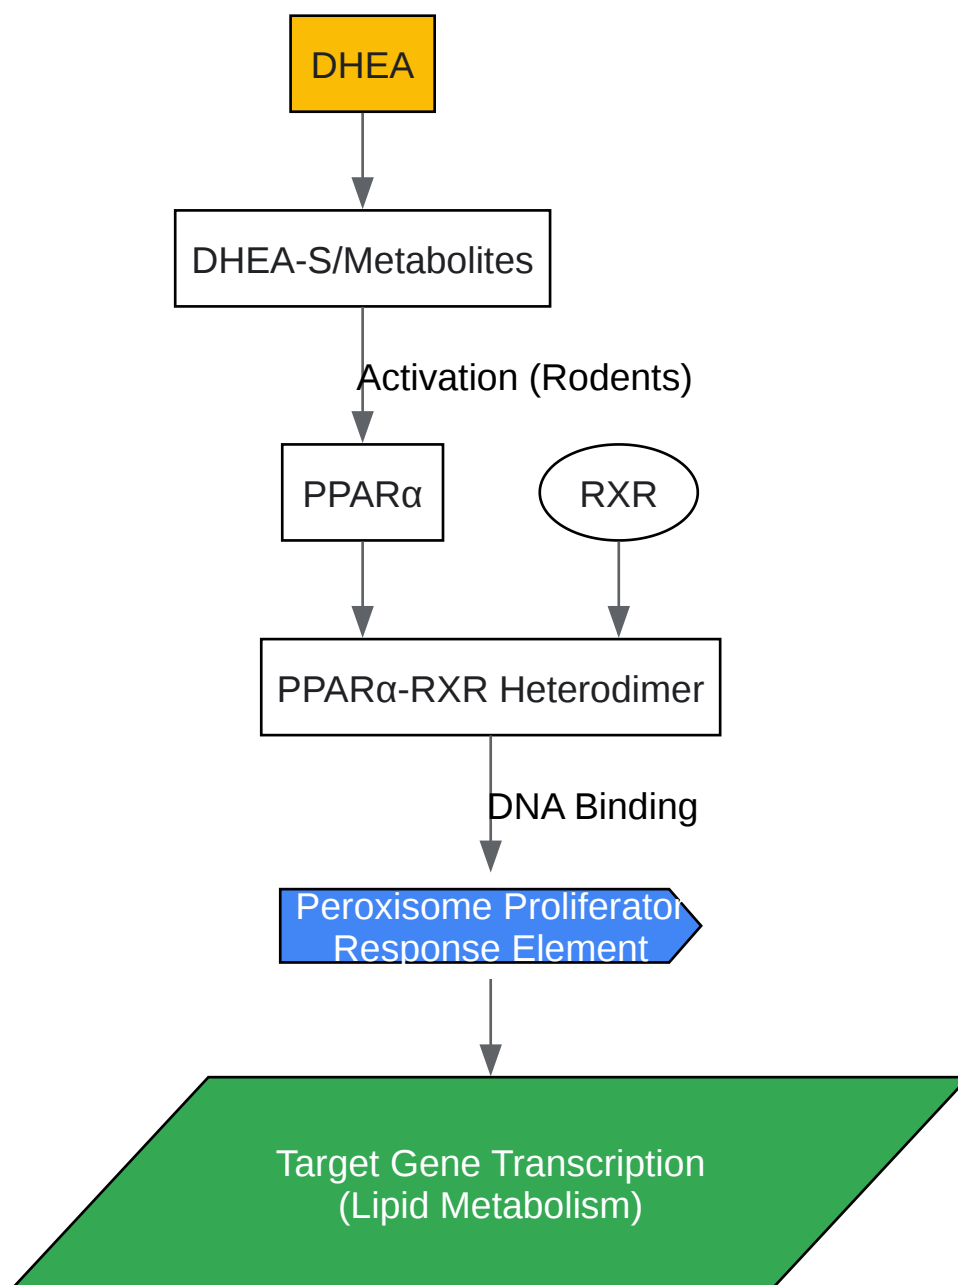 DHEA
DHEA-S/Metabolites
Activation (Rodents)
PPARα
RXR
PPARα-RXR Heterodimer
DNA Binding
Peroxisome Proliferator
Response Element
Target Gene Transcription
(Lipid Metabolism)